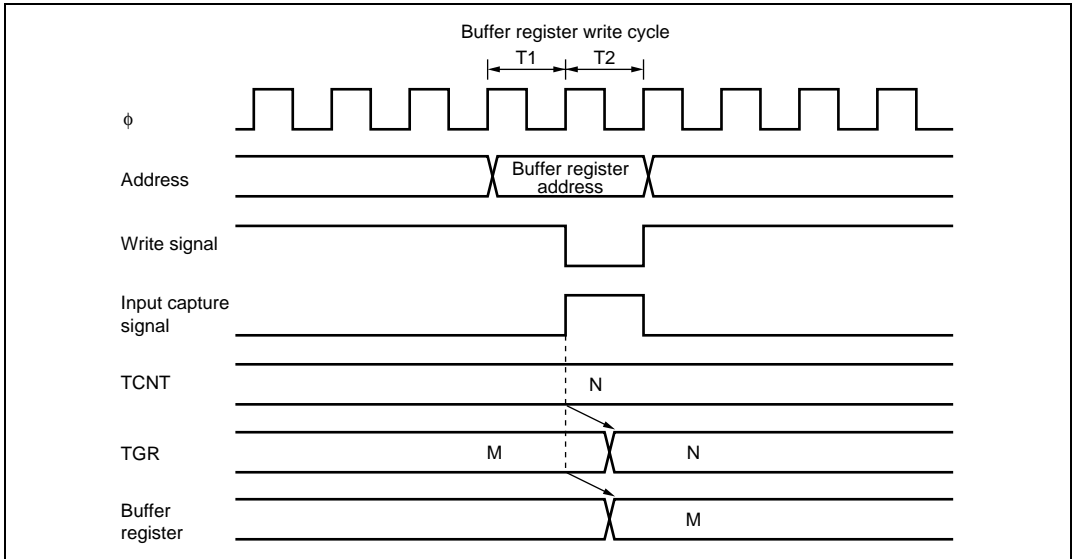 Buffer register write cycle
T1 T2
ϕ
Address
Buffer register
address
Write signal
Input capture
signal
TCNT
N
TGR
M N
Buffer
register
M